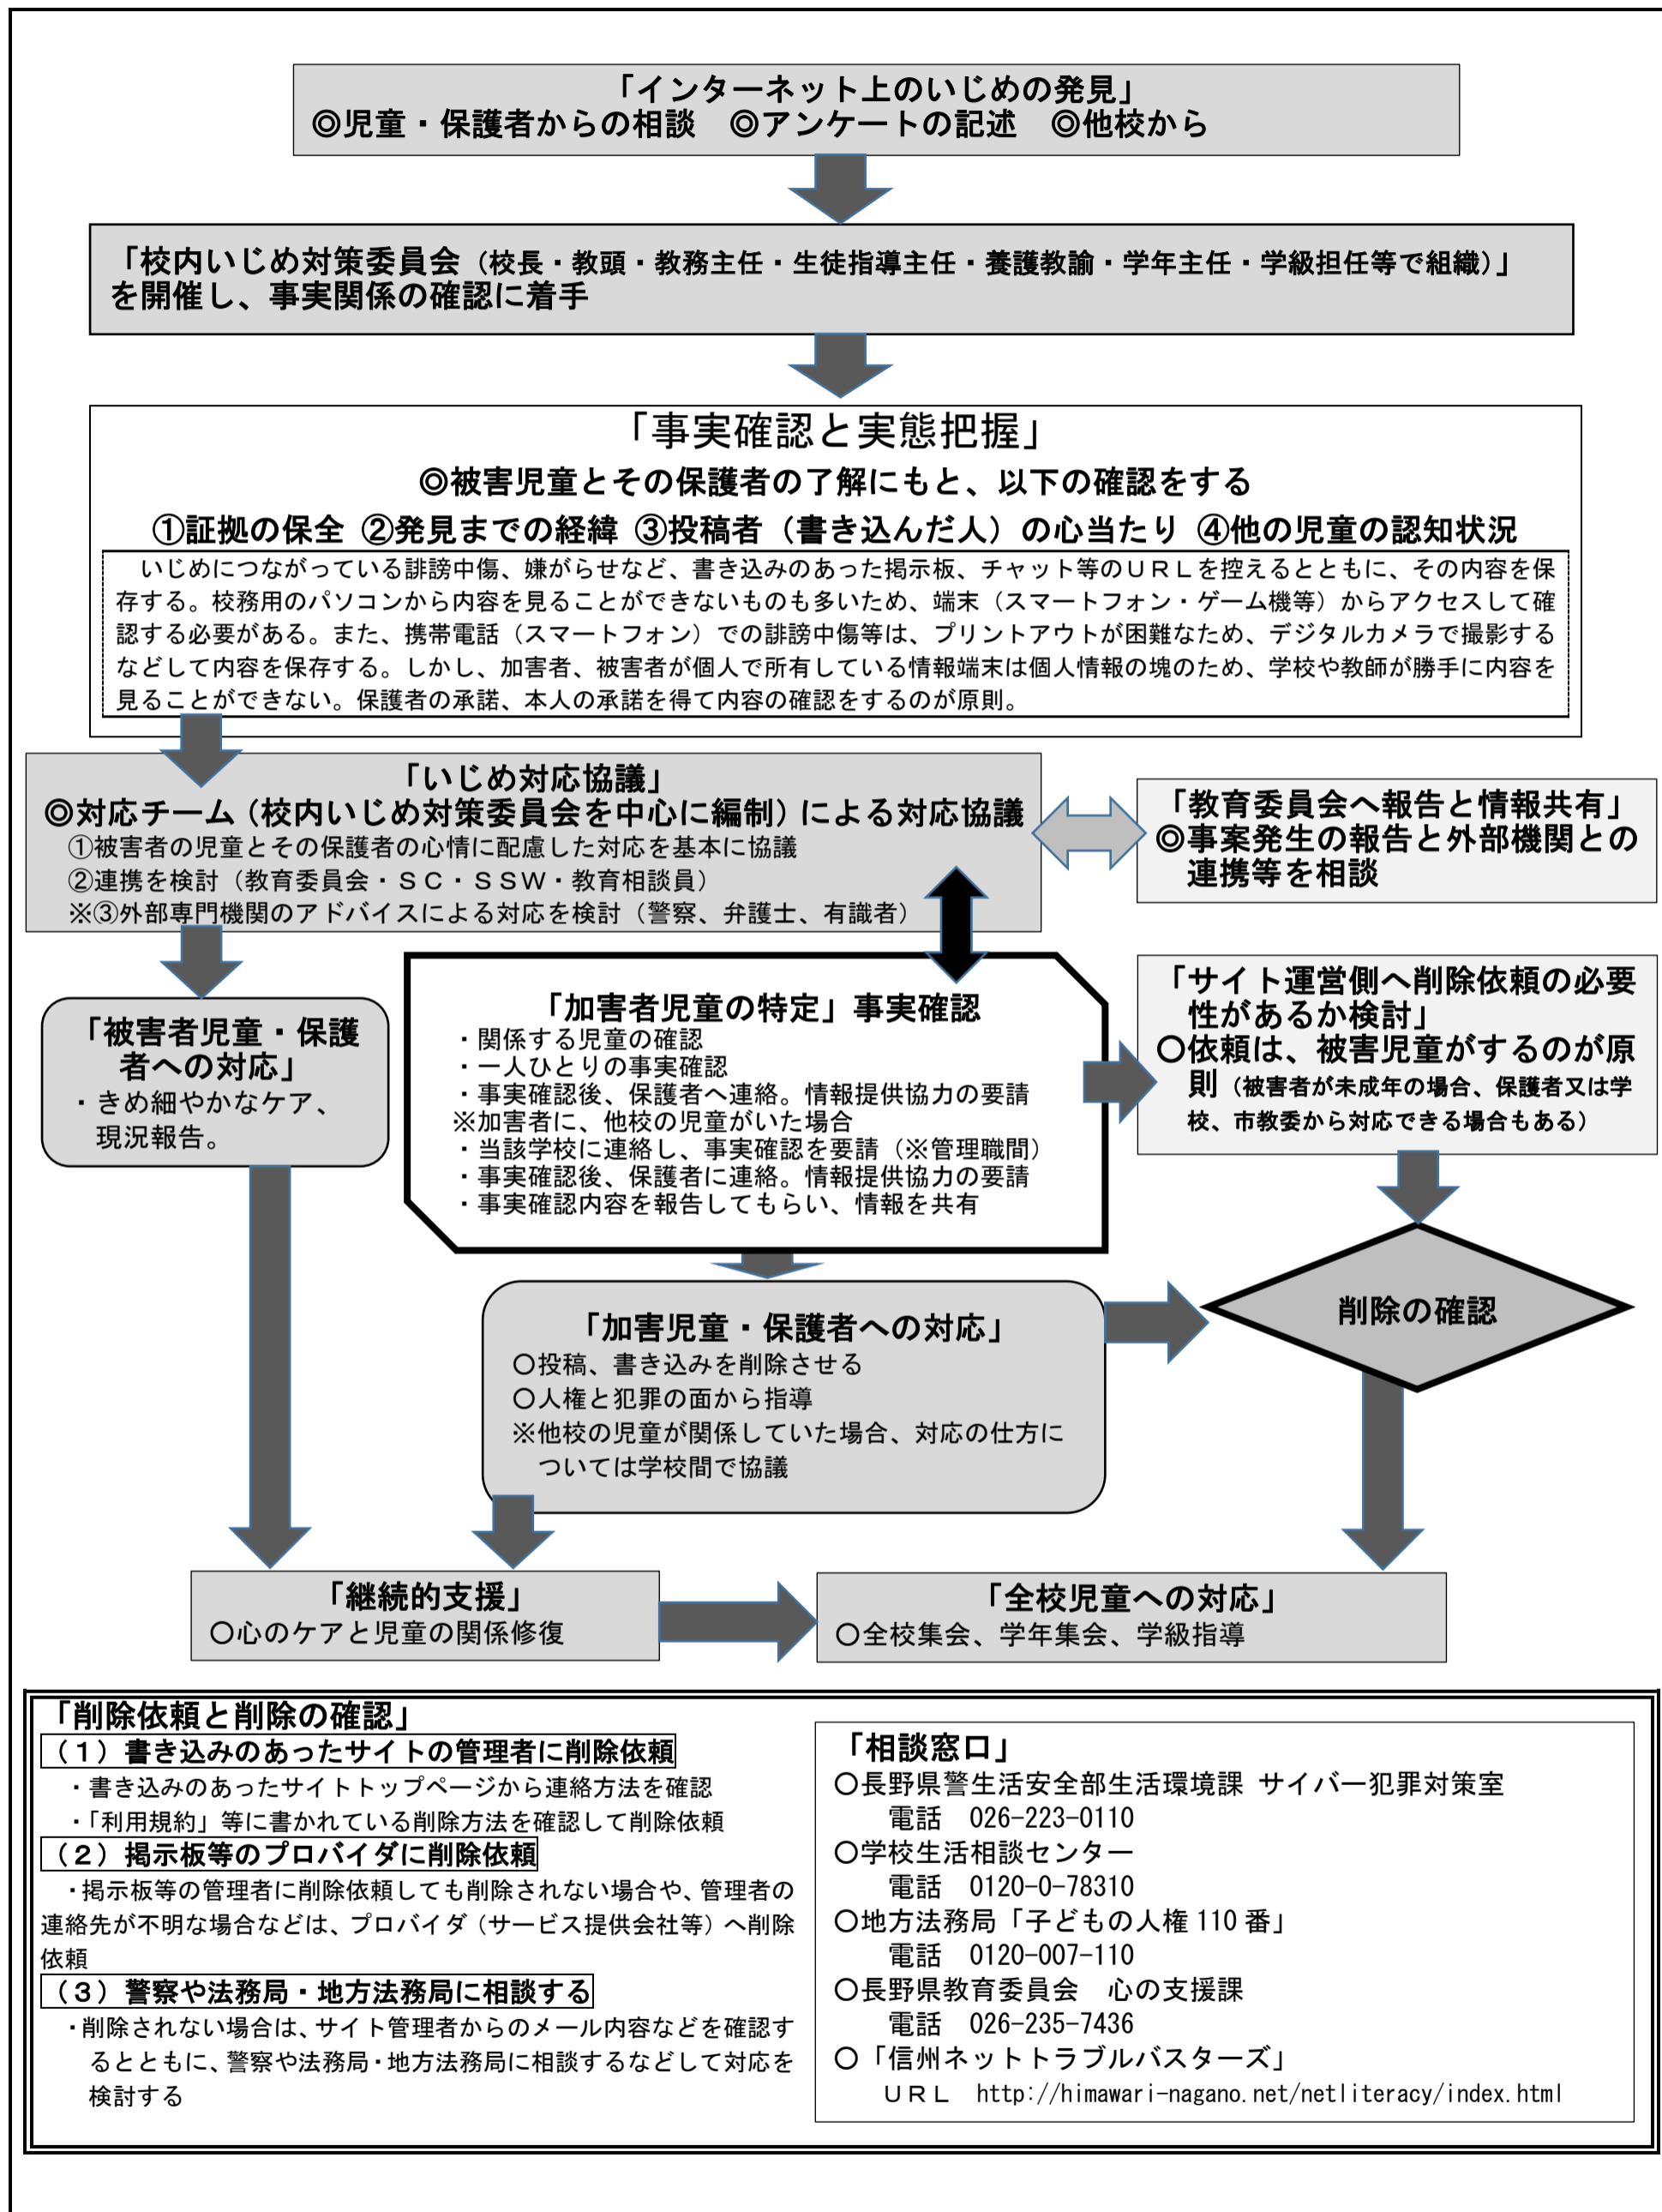 「インターネット上のいじめの発見」
◎児童・保護者からの相談　◎アンケートの記述　◎他校から
「校内いじめ対策委員会（校長・教頭・教務主任・生徒指導主任・養護教諭・学年主任・学級担任等で組織）」
を開催し、事実関係の確認に着手
「事実確認と実態把握」
◎被害児童とその保護者の了解にもと、以下の確認をする
①証拠の保全 ②発見までの経緯 ③投稿者（書き込んだ人）の心当たり ④他の児童の認知状況
いじめにつながっている誹謗中傷、嫌がらせなど、書き込みのあった掲示板、チャット等のＵＲＬを控えるとともに、その内容を保
存する。校務用のパソコンから内容を見ることができないものも多いため、端末（スマートフォン・ゲーム機等）からアクセスして確
認する必要がある。また、携帯電話（スマートフォン）での誹謗中傷等は、プリントアウトが困難なため、デジタルカメラで撮影する
などして内容を保存する。しかし、加害者、被害者が個人で所有している情報端末は個人情報の塊のため、学校や教師が勝手に内容を
見ることができない。保護者の承諾、本人の承諾を得て内容の確認をするのが原則。
「いじめ対応協議」
◎対応チーム（校内いじめ対策委員会を中心に編制）による対応協議
①被害者の児童とその保護者の心情に配慮した対応を基本に協議
②連携を検討（教育委員会・ＳＣ・ＳＳＷ・教育相談員）
※③外部専門機関のアドバイスによる対応を検討（警察、弁護士、有識者）
「教育委員会へ報告と情報共有」
◎事案発生の報告と外部機関との
連携等を相談
「被害者児童・保護
者への対応」
・きめ細やかなケア、
現況報告。
「加害者児童の特定」事実確認
・関係する児童の確認
・一人ひとりの事実確認
・事実確認後、保護者へ連絡。情報提供協力の要請
※加害者に、他校の児童がいた場合
・当該学校に連絡し、事実確認を要請（※管理職間）
・事実確認後、保護者に連絡。情報提供協力の要請
・事実確認内容を報告してもらい、情報を共有
「サイト運営側へ削除依頼の必要
性があるか検討」
○依頼は、被害児童がするのが原
則（被害者が未成年の場合、保護者又は学
校、市教委から対応できる場合もある）
削除の確認
「加害児童・保護者への対応」
○投稿、書き込みを削除させる
○人権と犯罪の面から指導
※他校の児童が関係していた場合、対応の仕方に
ついては学校間で協議
「継続的支援」
○心のケアと児童の関係修復
「全校児童への対応」
○全校集会、学年集会、学級指導
「削除依頼と削除の確認」
（１）書き込みのあったサイトの管理者に削除依頼
・書き込みのあったサイトトップページから連絡方法を確認
・「利用規約」等に書かれている削除方法を確認して削除依頼
（２）掲示板等のプロバイダに削除依頼
・掲示板等の管理者に削除依頼しても削除されない場合や、管理者の
連絡先が不明な場合などは、プロバイダ（サービス提供会社等）へ削除
依頼
（３）警察や法務局・地方法務局に相談する
・削除されない場合は、サイト管理者からのメール内容などを確認す
るとともに、警察や法務局・地方法務局に相談するなどして対応を
検討する
「相談窓口」
○長野県警生活安全部生活環境課 サイバー犯罪対策室
電話　026-223-0110
○学校生活相談センター
電話　0120-0-78310
○地方法務局「子どもの人権 110 番」
電話　0120-007-110
○長野県教育委員会　心の支援課
電話　026-235-7436
○「信州ネットトラブルバスターズ」
ＵＲＬ　http://himawari-nagano.net/netliteracy/index.html